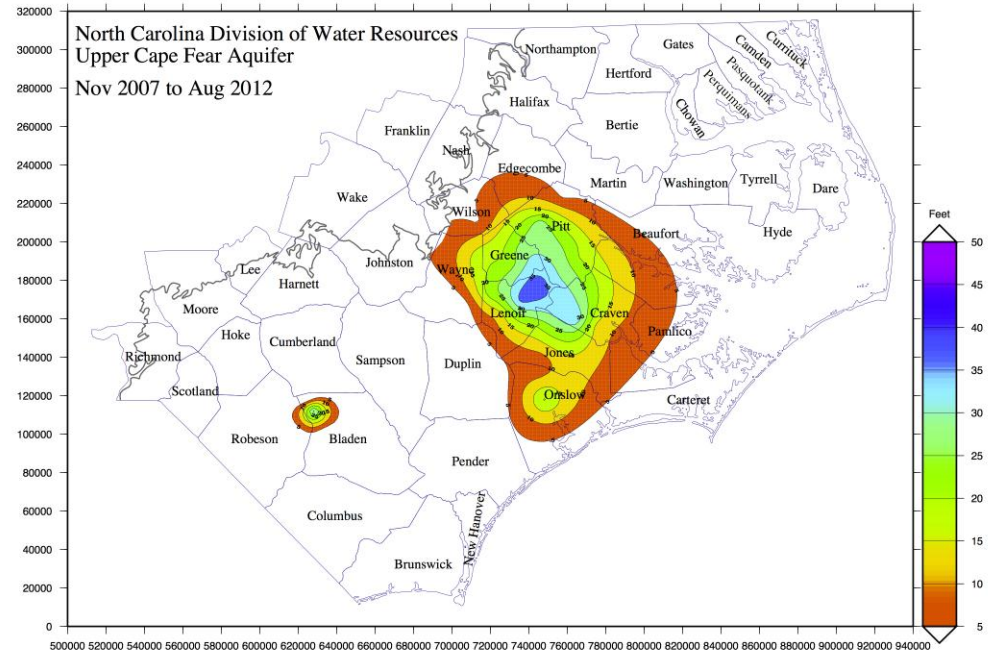 North Carolina Division of Water Resources
Upper Cape Fear Aquifer
Nov 2007 to Aug 2012
320000
300000
280000
260000
240000
220000
200000
180000
160000
140000
120000
100000
80000
60000
40000
20000
0
Northampton
Gates
Camden
Currituck
Hertford
Pasquotank
Perquimans
Halifax
Chowan
Franklin
Bertie
Nash
Edgecombe
Martin
Washington
Tyrrell
Dare
Wake
Wilson
Pitt
Beaufort
Hyde
Greene
Johnston
Wayne
Lee
Harnett
Moore
Lenoir
Craven
Hoke
Cumberland
Pamlico
Richmond
Sampson
Duplin
Jones
Scotland
Onslow
Carteret
Robeson
Bladen
Pender
Columbus
New Hanover
Brunswick
Feet
50
45
40
35
30
25
20
15
10
5
500000 520000 540000 560000 580000 600000 620000 640000 660000 680000 700000 720000 740000 760000 780000 800000 820000 840000 860000 880000 900000 920000 940000